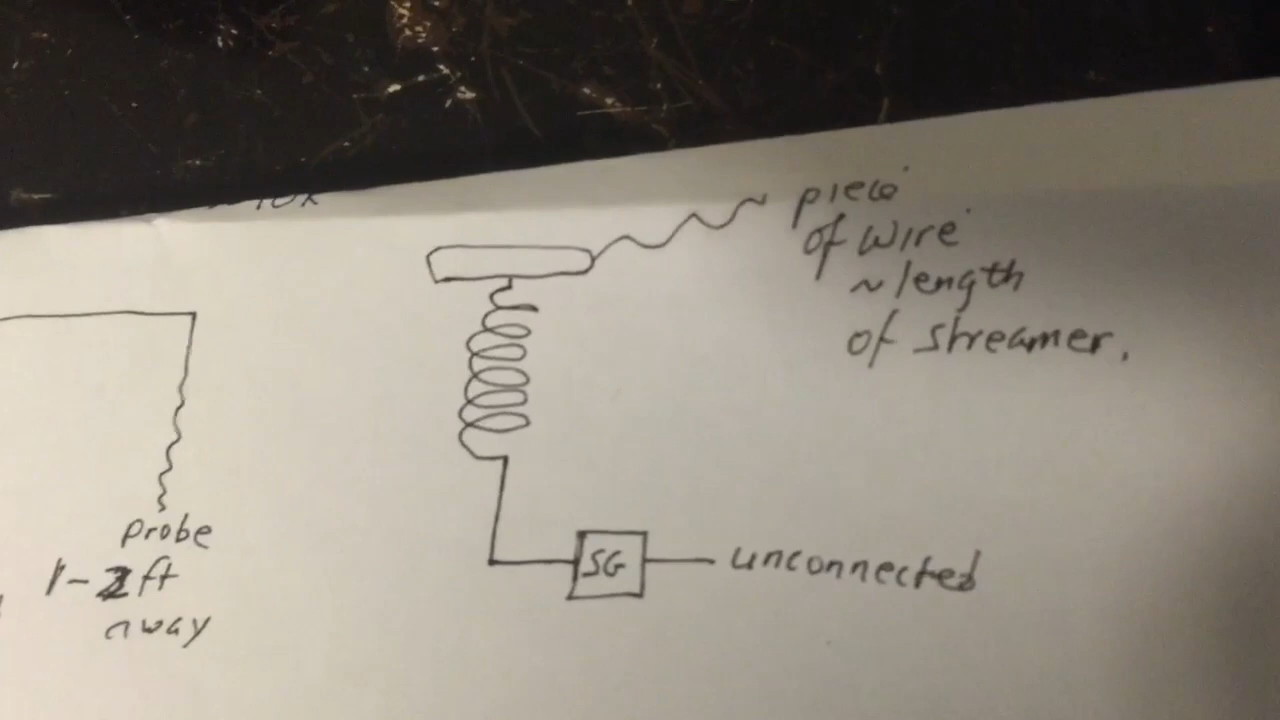 piece
of wire
~ length
of streamer.
SG
unconnected
probe
1-2ft
away